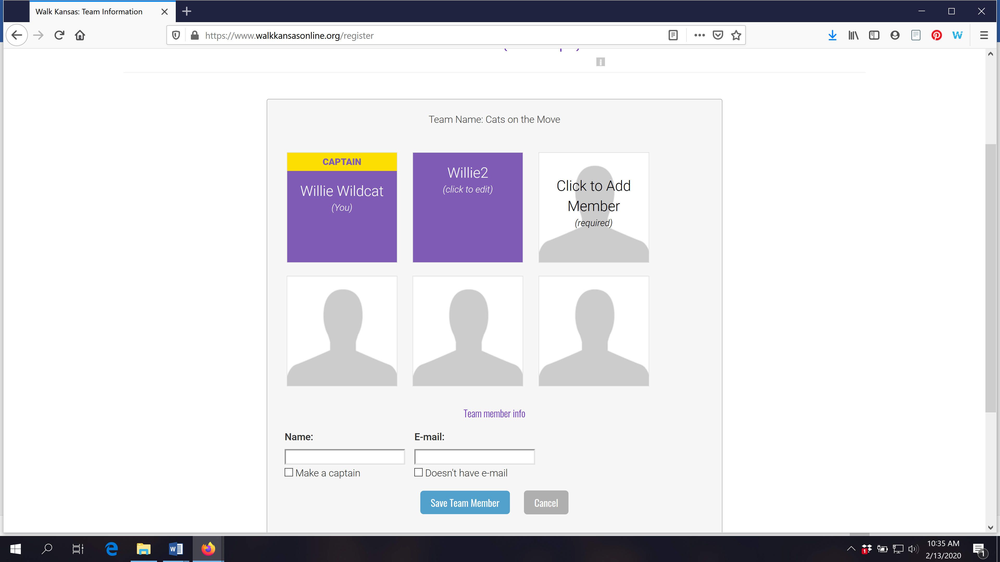 Walk Kansas: Team Information
https://www.walkkansasonline.org/register
Team Name: Cats on the Move
CAPTAIN
Willie Wildcat
(You)
Willie2
(click to edit)
Click to Add
Member
(required)
Team member info
Name:
E-mail:
Make a captain
Doesn't have e-mail
Save Team Member
Cancel
10:35 AM
2/13/2020